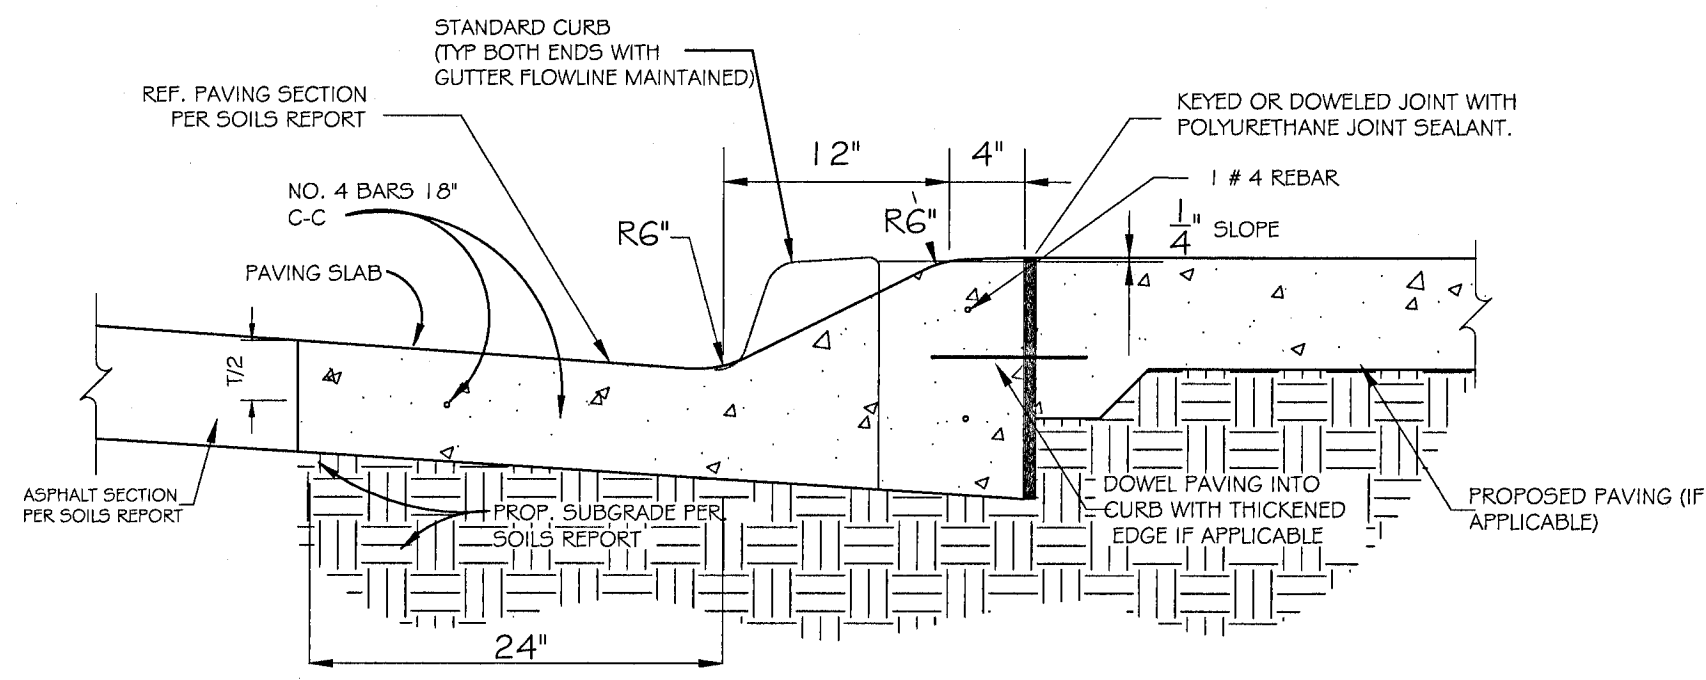 STANDARD CURB
(TYP BOTH ENDS WITH
GUTTER FLOWLINE MAINTAINED)
REF. PAVING SECTION
PER SOILS REPORT
KEYED OR DOWELED JOINT WITH
POLYURETHANE JOINT SEALANT.
12"
4"
NO. 4 BARS 18"
C-C
1 # 4 REBAR
R6"
R6"
1/4" SLOPE
PAVING SLAB
T/2
ASPHALT SECTION
PER SOILS REPORT
PROP. SUBGRADE PER
SOILS REPORT
DOWEL PAVING INTO
CURB WITH THICKENED
EDGE IF APPLICABLE
PROPOSED PAVING (IF
APPLICABLE)
24"